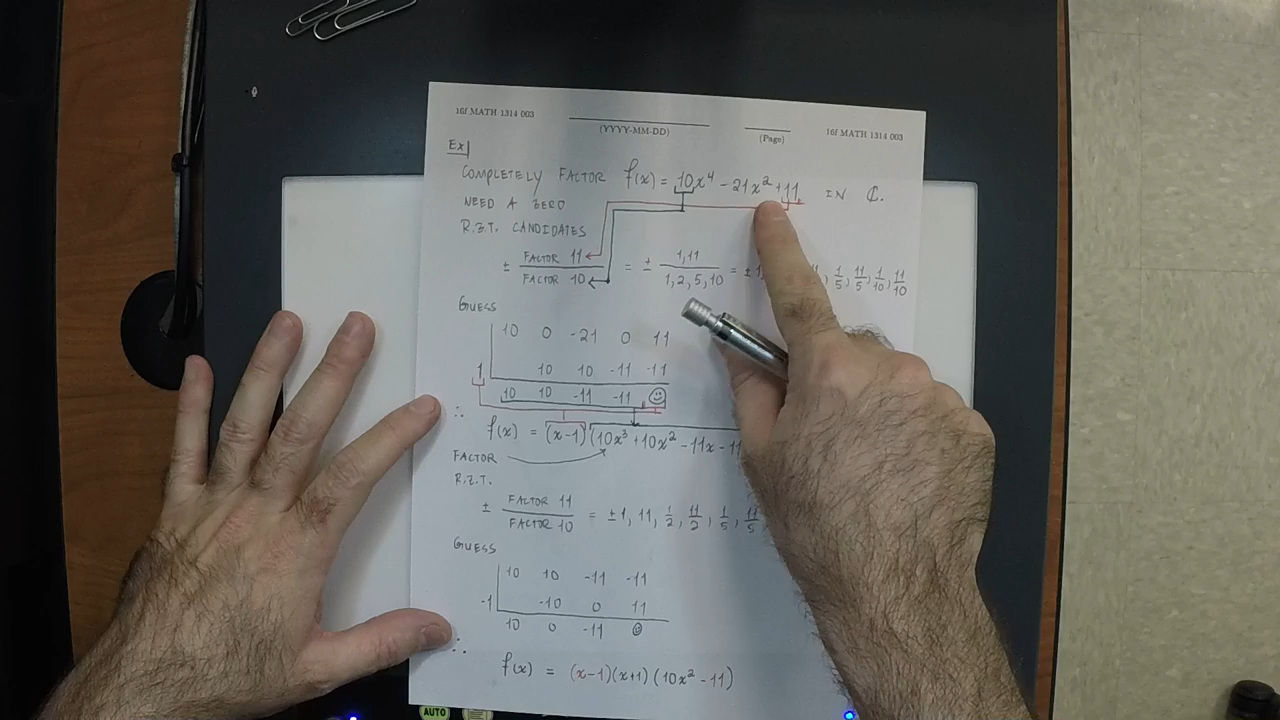 16f MATH 1314 003 (YYYY-MM-DD) (Page) 16f MATH 1314 003
Ex
COMPLETELY FACTOR f(x) = 10x⁴ - 21x² + 11 IN ℂ.
NEED A ZERO
R.Z.T. CANDIDATES
± FACTOR 11 / FACTOR 10 = ± 1, 11 / 1, 2, 5, 10 = ± 1/5, 11/5, 1/10, 11/10
GUESS
10 0 -21 0 11
1 10 10 -11 -11
10 10 -11 -11 ☺
∴
f(x) = (x-1)(10x³ + 10x² - 11x - 11
FACTOR
R.Z.T.
± FACTOR 11 / FACTOR 10 = ± 1, 11, 1/2, 11/2, 1/5, 11/5
GUESS
10 10 -11 -11
-1 -10 0 11
10 0 -11 ☺
∴
f(x) = (x-1)(x+1)(10x² - 11)
AUTO